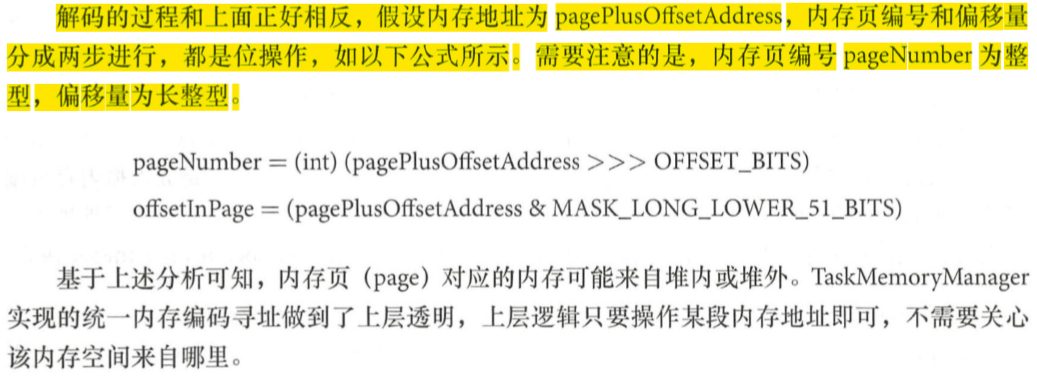 解码的过程和上面正好相反，假设内存地址为 pagePlusOffsetAddress，内存页编号和偏移量
分成两步进行，都是位操作，如以下公式所示。需要注意的是，内存页编号 pageNumber 为整
型，偏移量为长整型。
pageNumber = (int) (pagePlusOffsetAddress >>> OFFSET_BITS)
offsetInPage = (pagePlusOffsetAddress & MASK_LONG_LOWER_51_BITS)
基于上述分析可知，内存页（page）对应的内存可能来自堆内或堆外。TaskMemoryManager
实现的统一内存编码寻址做到了上层透明，上层逻辑只要操作某段内存地址即可，不需要关心
该内存空间来自哪里。